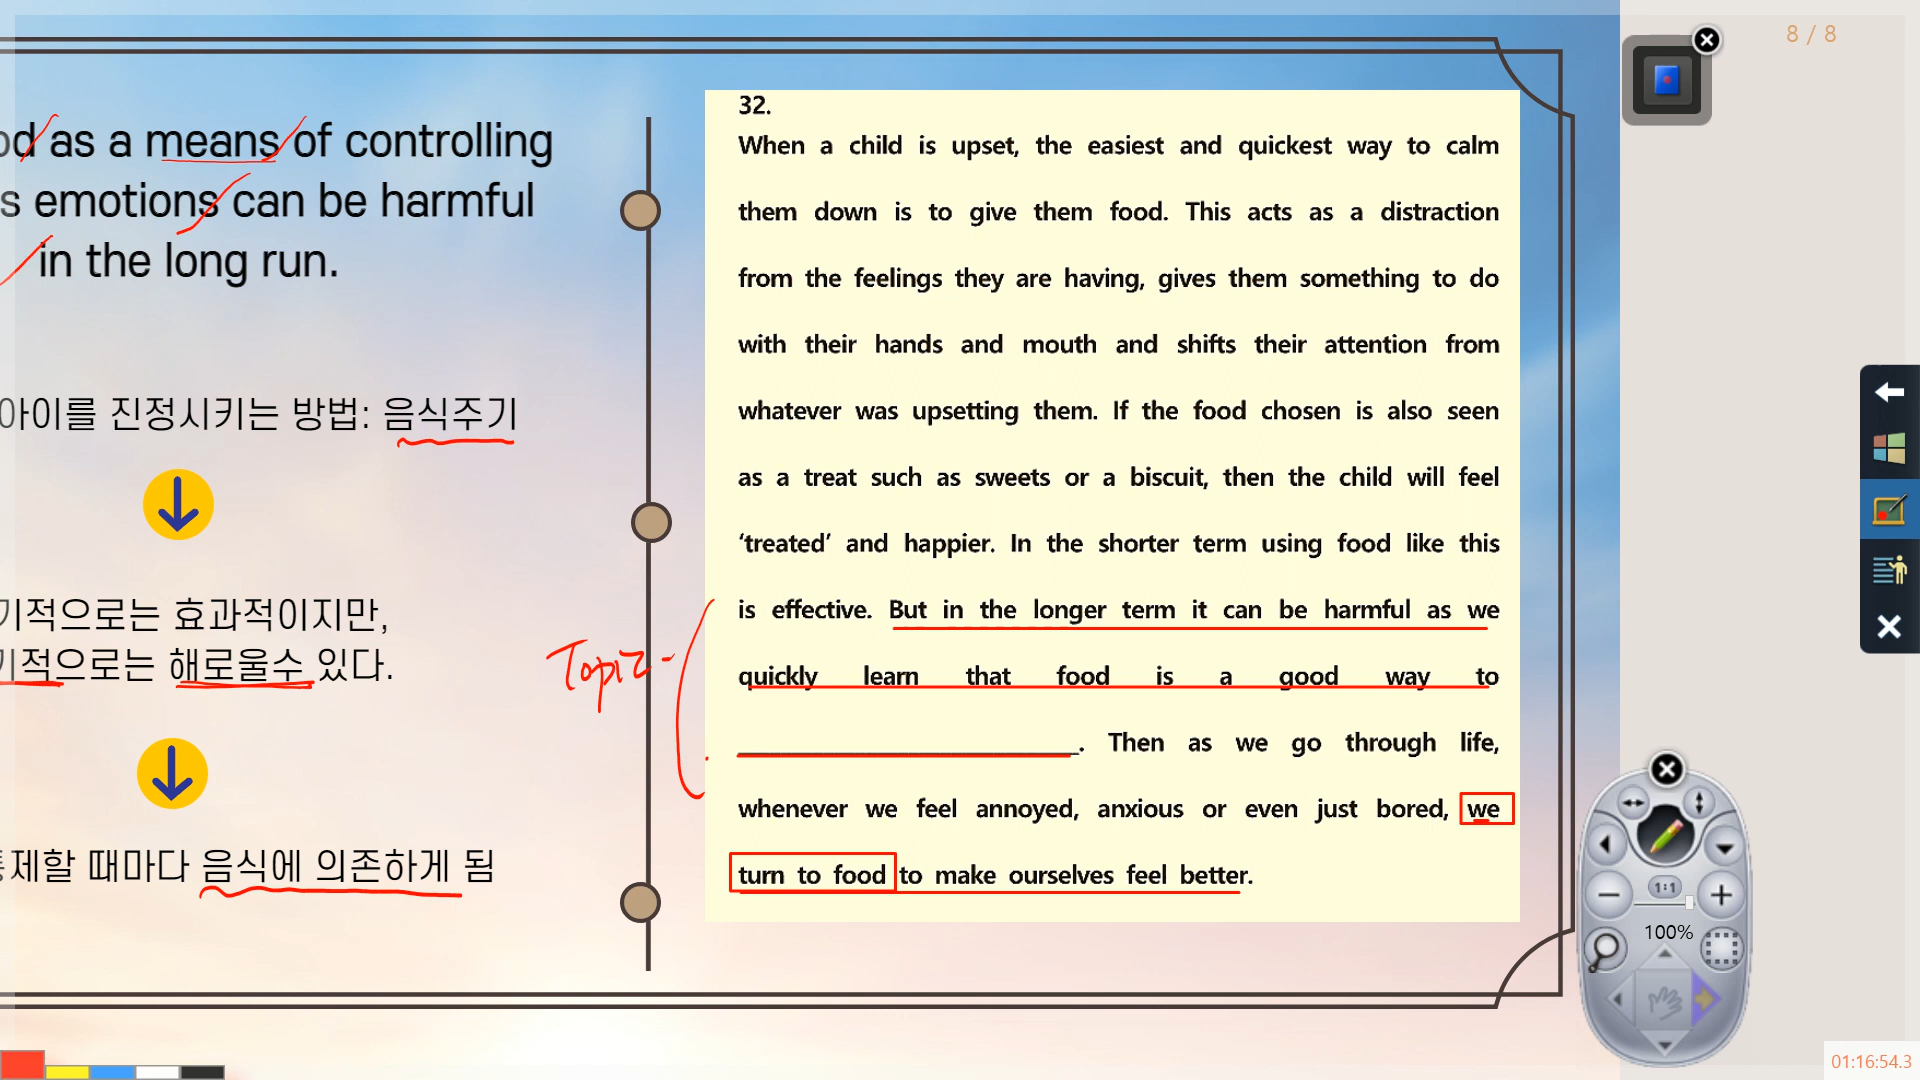 as a means of controlling
s emotions can be harmful
in the long run.
아이를 진정시키는 방법: 음식주기
기적으로는 효과적이지만,
기적으로는 해로울수 있다.
제할 때마다 음식에 의존하게 됨
Topic
32.
When a child is upset, the easiest and quickest way to calm
them down is to give them food. This acts as a distraction
from the feelings they are having, gives them something to do
with their hands and mouth and shifts their attention from
whatever was upsetting them. If the food chosen is also seen
as a treat such as sweets or a biscuit, then the child will feel
‘treated’ and happier. In the shorter term using food like this
is effective. But in the longer term it can be harmful as we
quickly learn that food is a good way to
______________________. Then as we go through life,
whenever we feel annoyed, anxious or even just bored, we
turn to food to make ourselves feel better.
8 / 8
1:1
100%
01:16:54.3